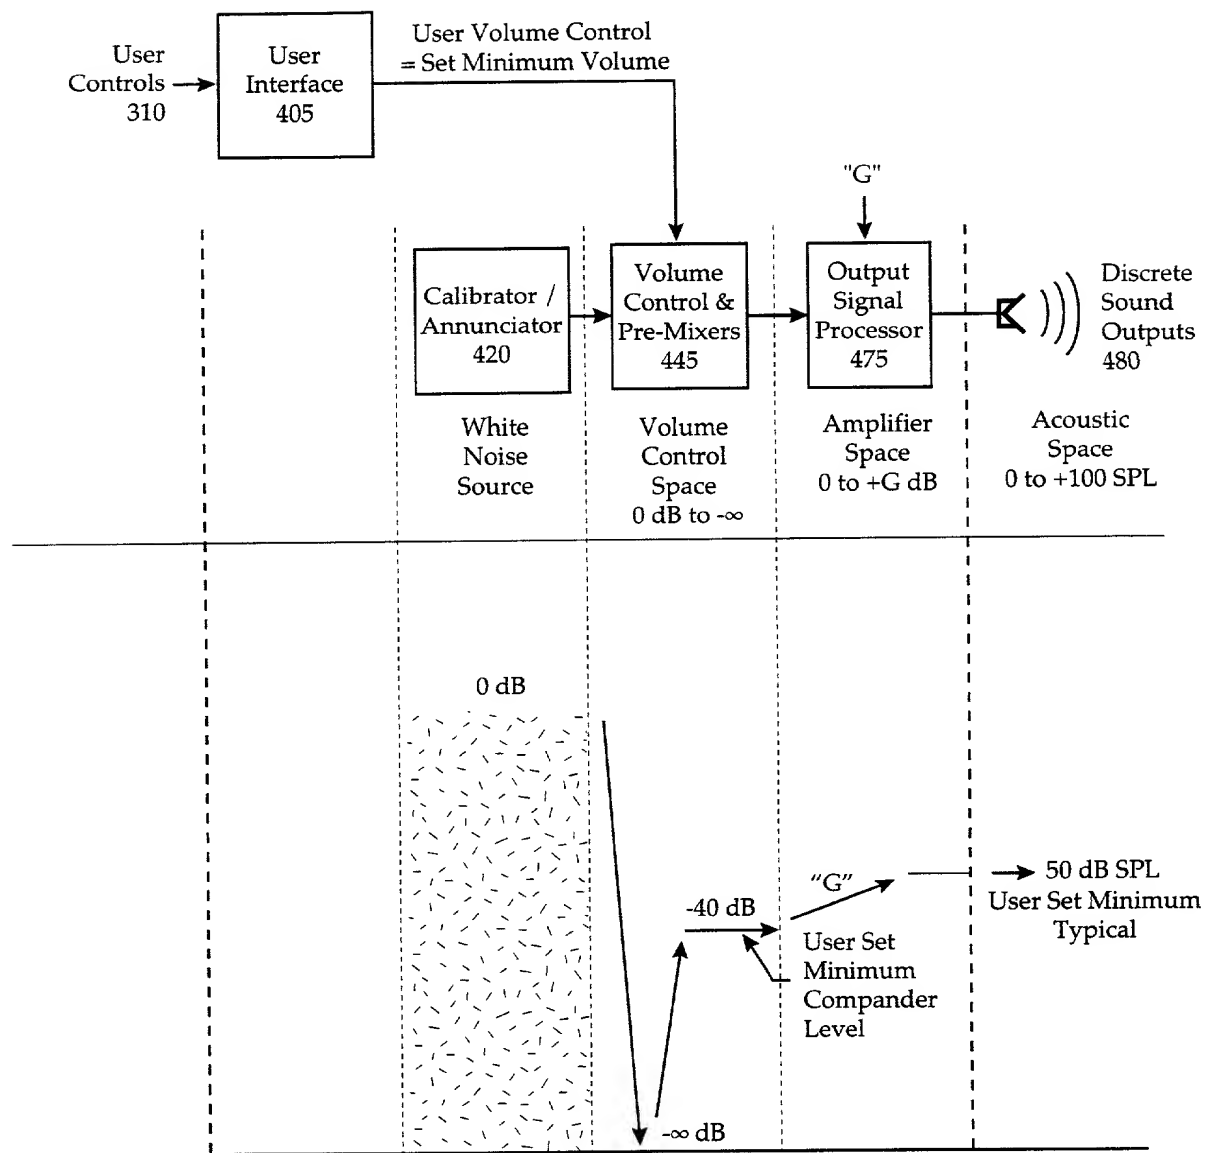 User
Controls
310
User
Interface
405
User Volume Control
= Set Minimum Volume
"G"
Calibrator /
Annunciator
420
Volume
Control &
Pre-Mixers
445
Output
Signal
Processor
475
Discrete
Sound
Outputs
480
White
Noise
Source
Volume
Control
Space
0 dB to -∞
Amplifier
Space
0 to +G dB
Acoustic
Space
0 to +100 SPL
0 dB
-∞ dB
-40 dB
User Set
Minimum
Compander
Level
“G”
50 dB SPL
User Set Minimum
Typical